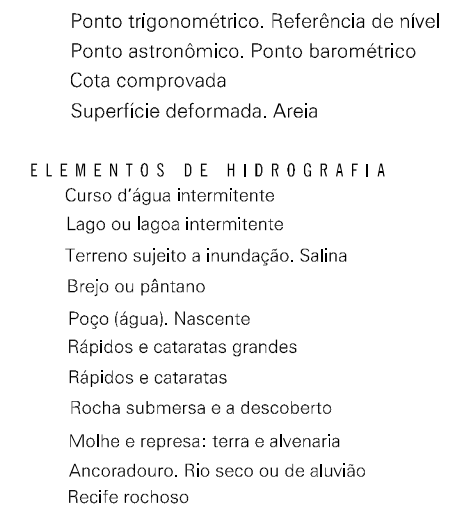 Ponto trigonométrico. Referência de nível
Ponto astronômico. Ponto barométrico
Cota comprovada
Superfície deformada. Areia
ELEMENTOS DE HIDROGRAFIA
Curso d'água intermitente
Lago ou lagoa intermitente
Terreno sujeito a inundação. Salina
Brejo ou pântano
Poço (água). Nascente
Rápidos e cataratas grandes
Rápidos e cataratas
Rocha submersa e a descoberto
Molhe e represa: terra e alvenaria
Ancoradouro. Rio seco ou de aluvião
Recife rochoso